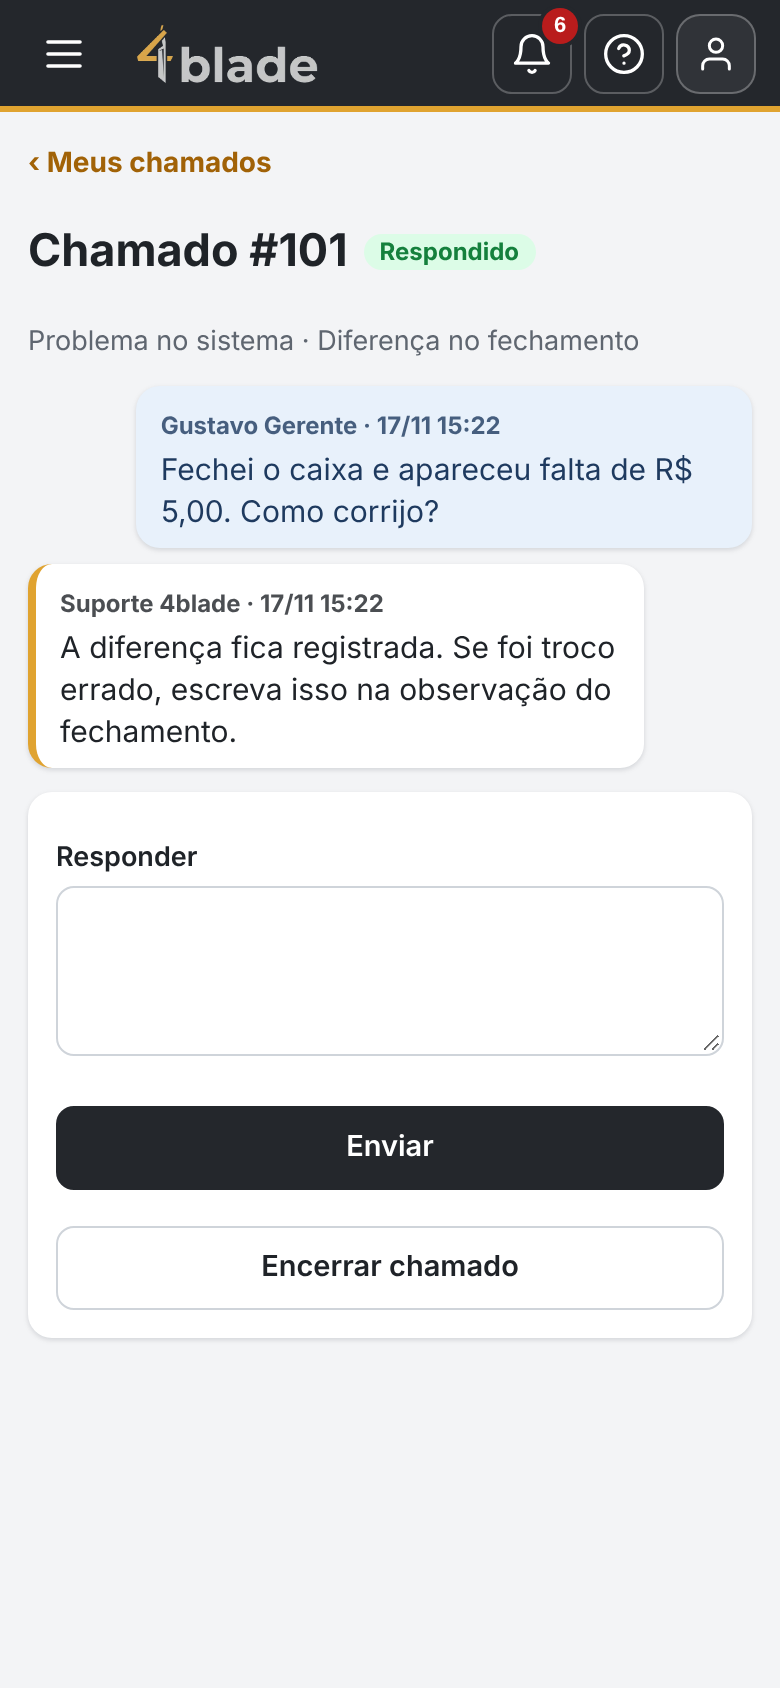 4blade
6
‹ Meus chamados
Chamado #101 Respondido
Problema no sistema · Diferença no fechamento
Gustavo Gerente · 17/11 15:22
Fechei o caixa e apareceu falta de R$
5,00. Como corrijo?
Suporte 4blade · 17/11 15:22
A diferença fica registrada. Se foi troco
errado, escreva isso na observação do
fechamento.
Responder
Enviar
Encerrar chamado